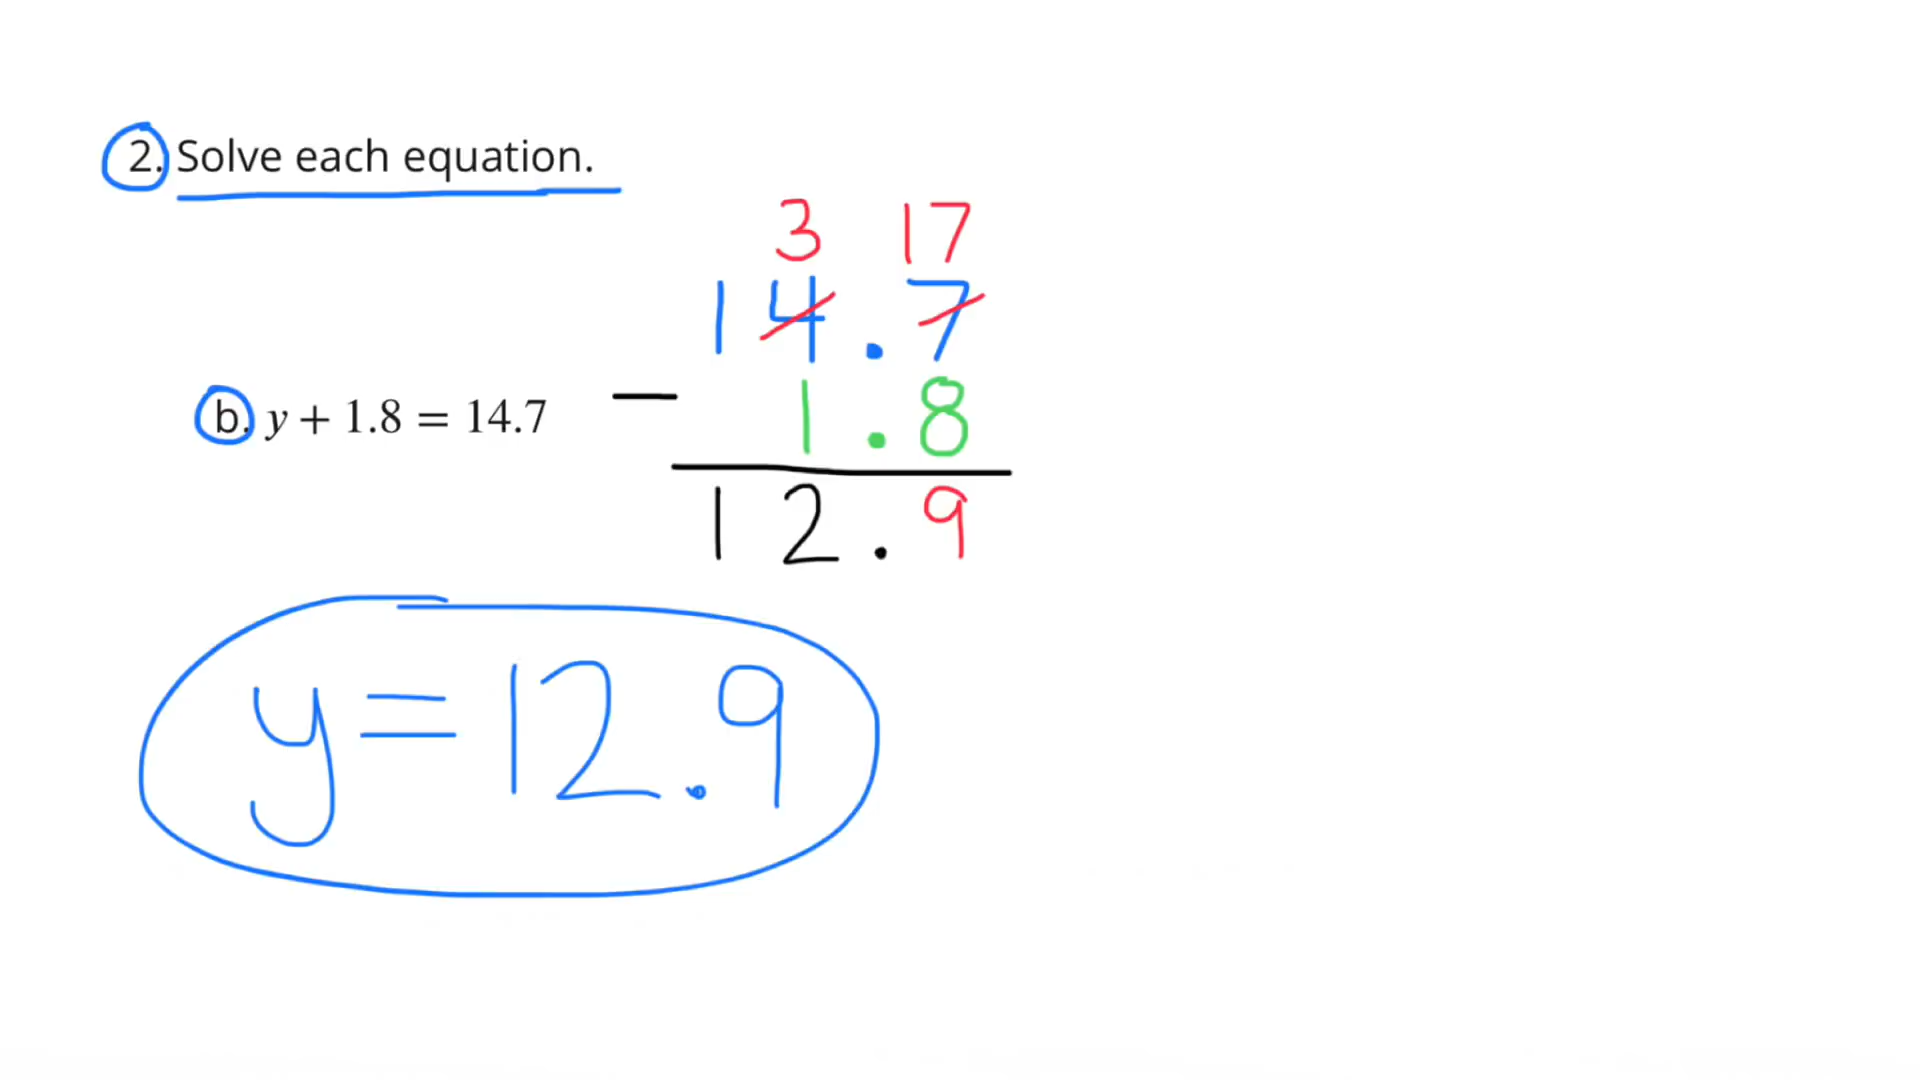 2. Solve each equation.
3 17
14.7
b. y + 1.8 = 14.7
− 1.8
12.9
y = 12.9